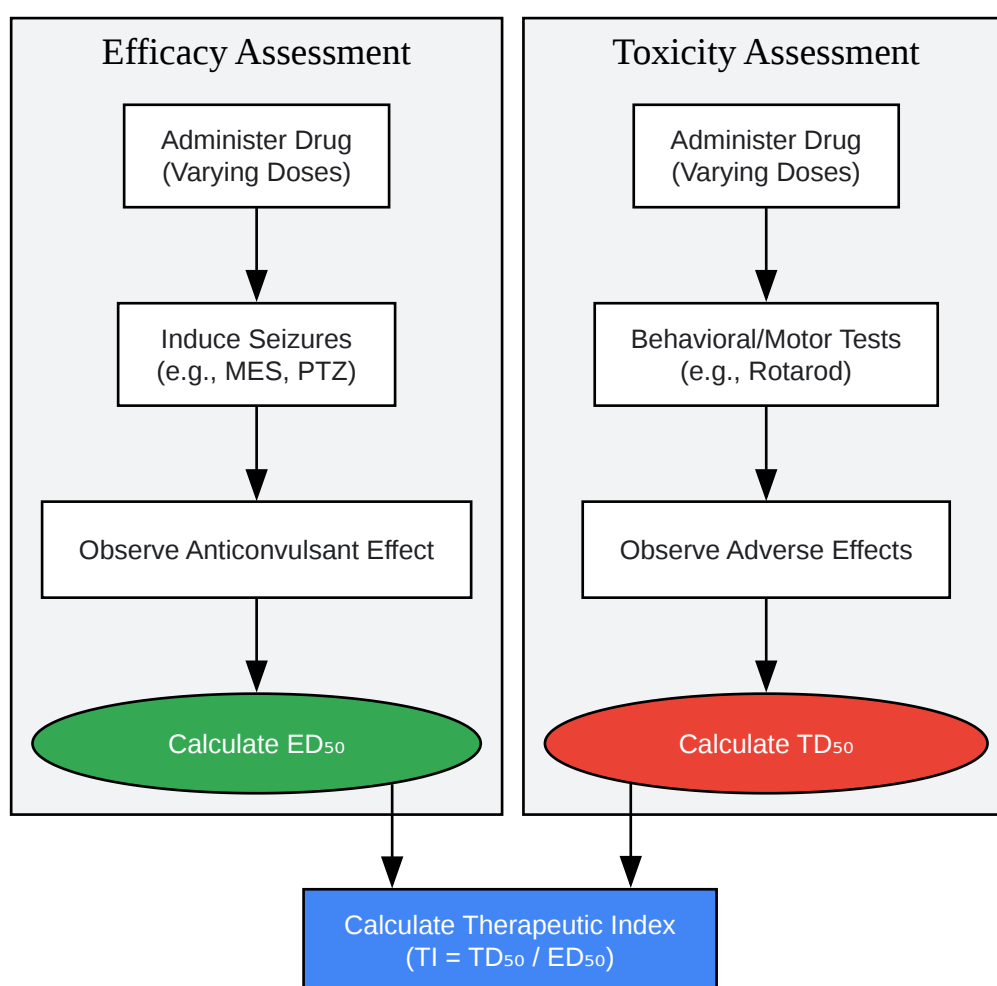 Efficacy Assessment
Administer Drug
(Varying Doses)
Induce Seizures
(e.g., MES, PTZ)
Observe Anticonvulsant Effect
Calculate ED₅₀
Toxicity Assessment
Administer Drug
(Varying Doses)
Behavioral/Motor Tests
(e.g., Rotarod)
Observe Adverse Effects
Calculate TD₅₀
Calculate Therapeutic Index
(TI = TD₅₀ / ED₅₀)